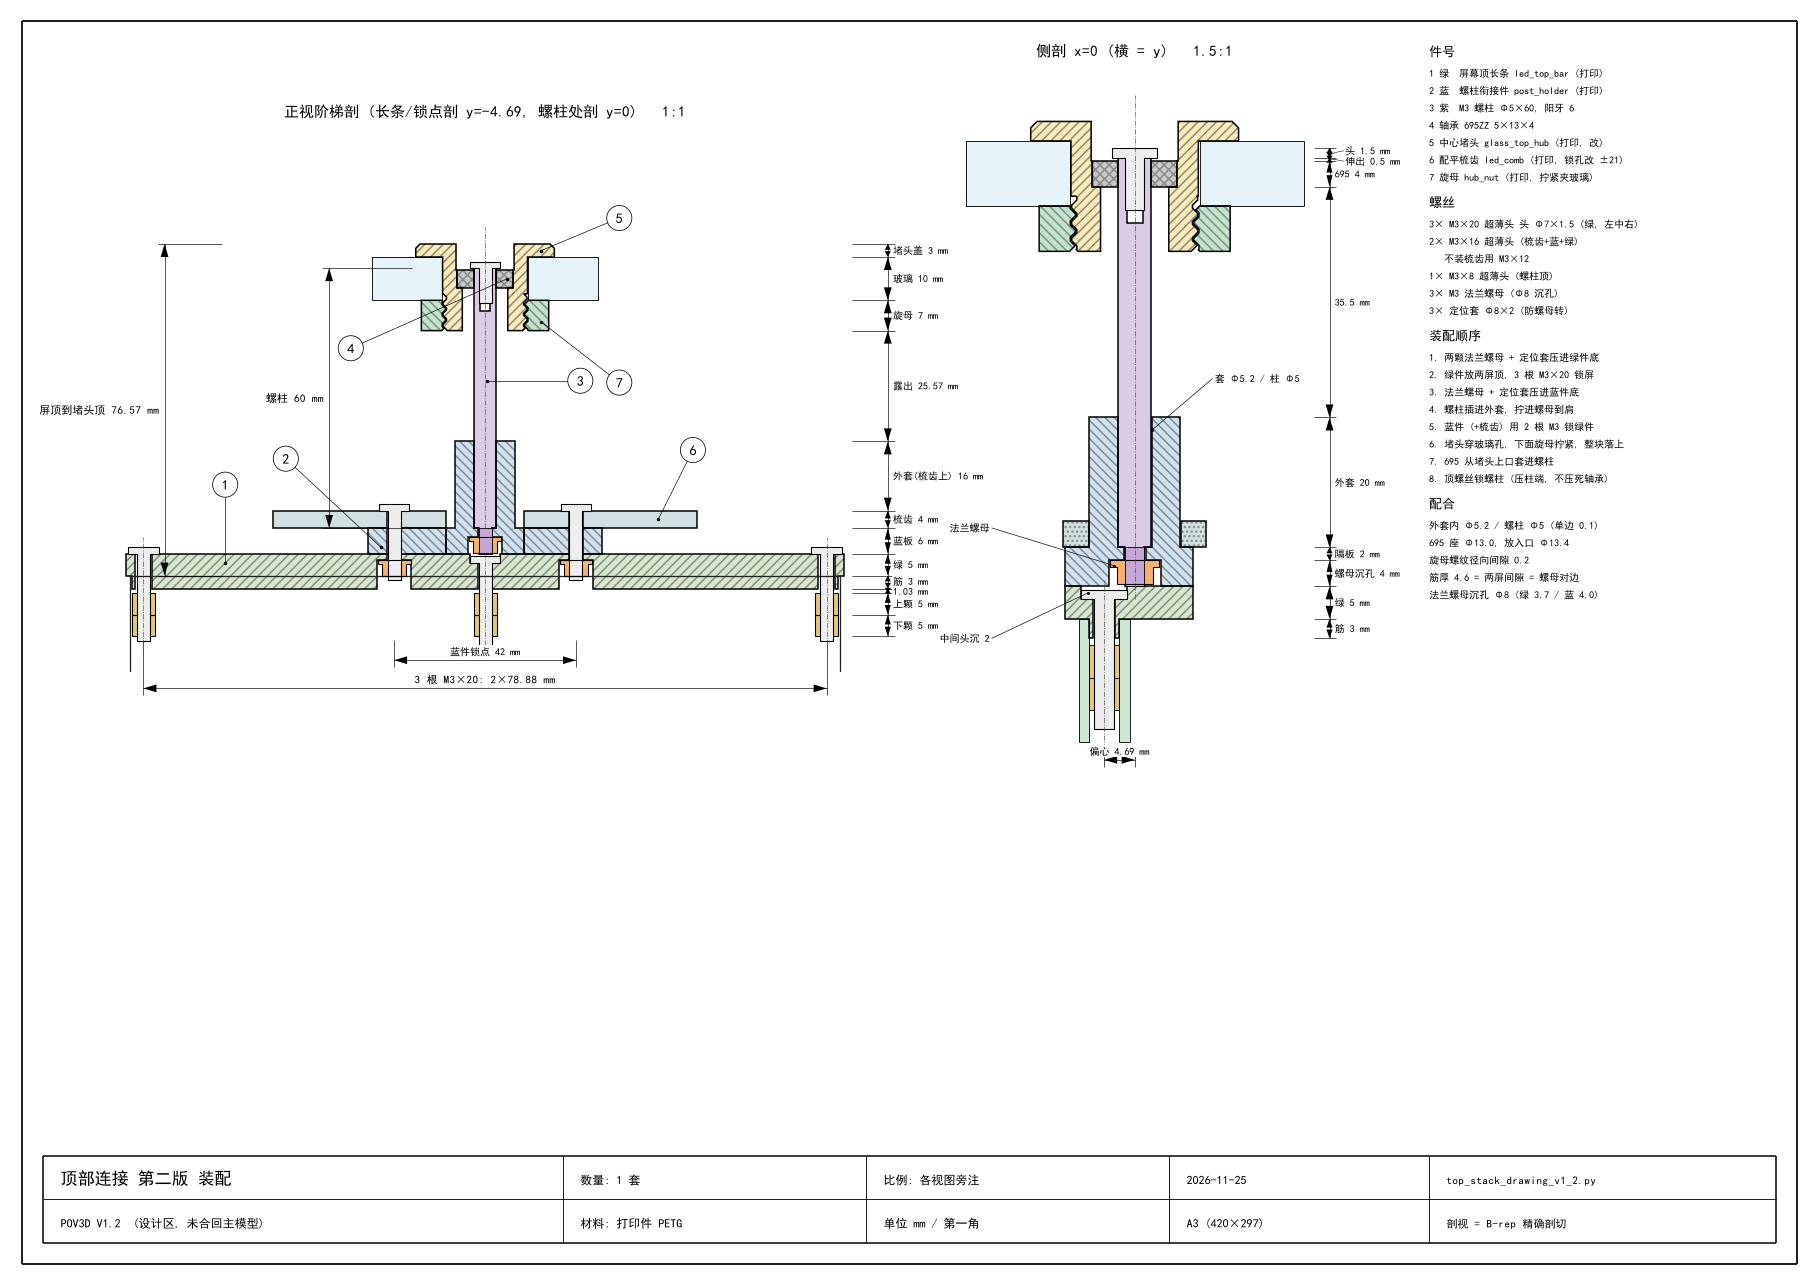 正视阶梯剖 (长条/锁点剖 y=-4.69, 螺柱处剖 y=0)   1:1
屏顶到堵头顶 76.57 mm
螺柱 60 mm
1
2
3
4
5
6
7
堵头盖 3 mm
玻璃 10 mm
旋母 7 mm
露出 25.57 mm
外套(梳齿上) 16 mm
梳齿 4 mm
蓝板 6 mm
绿 5 mm
筋 3 mm
1.03 mm
上颗 5 mm
下颗 5 mm
蓝件锁点 42 mm
3 根 M3×20: 2×78.88 mm
侧剖 x=0 (横 = y)   1.5:1
头 1.5 mm
伸出 0.5 mm
695 4 mm
35.5 mm
套 Φ5.2 / 柱 Φ5
外套 20 mm
法兰螺母
隔板 2 mm
螺母沉孔 4 mm
绿 5 mm
筋 3 mm
中间头沉 2
偏心 4.69 mm
件号
1 绿  屏幕顶长条 led_top_bar (打印)
2 蓝  螺柱衔接件 post_holder (打印)
3 紫  M3 螺柱 Φ5×60, 阳牙 6
4 轴承 695ZZ 5×13×4
5 中心堵头 glass_top_hub (打印, 改)
6 配平梳齿 led_comb (打印, 锁孔改 ±21)
7 旋母 hub_nut (打印, 拧紧夹玻璃)
螺丝
3× M3×20 超薄头 头 Φ7×1.5 (绿, 左中右)
2× M3×16 超薄头 (梳齿+蓝+绿)
不装梳齿用 M3×12
1× M3×8 超薄头 (螺柱顶)
3× M3 法兰螺母 (Φ8 沉孔)
3× 定位套 Φ8×2 (防螺母转)
装配顺序
1. 两颗法兰螺母 + 定位套压进绿件底
2. 绿件放两屏顶, 3 根 M3×20 锁屏
3. 法兰螺母 + 定位套压进蓝件底
4. 螺柱插进外套, 拧进螺母到肩
5. 蓝件 (+梳齿) 用 2 根 M3 锁绿件
6. 堵头穿玻璃孔, 下面旋母拧紧, 整块落上
7. 695 从堵头上口套进螺柱
8. 顶螺丝锁螺柱 (压柱端, 不压死轴承)
配合
外套内 Φ5.2 / 螺柱 Φ5 (单边 0.1)
695 座 Φ13.0, 放入口 Φ13.4
旋母螺纹径向间隙 0.2
筋厚 4.6 = 两屏间隙 = 螺母对边
法兰螺母沉孔 Φ8 (绿 3.7 / 蓝 4.0)
顶部连接 第二版 装配
数量: 1 套
比例: 各视图旁注
2026-11-25
top_stack_drawing_v1_2.py
POV3D V1.2  (设计区, 未合回主模型)
材料: 打印件 PETG
单位 mm / 第一角
A3 (420×297)
剖视 = B-rep 精确剖切